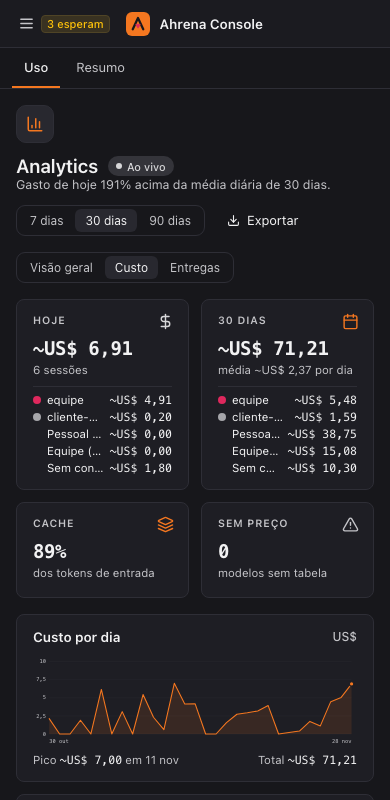 3 esperam
Ahrena Console
Uso
Resumo
Analytics
Ao vivo
Gasto de hoje 191% acima da média diária de 30 dias.
7 dias
30 dias
90 dias
Exportar
Visão geral
Custo
Entregas
HOJE
~US$ 6,91
6 sessões
equipe ~US$ 4,91
cliente-… ~US$ 0,20
Pessoal … ~US$ 0,00
Equipe (… ~US$ 0,00
Sem con… ~US$ 1,80
30 DIAS
~US$ 71,21
média ~US$ 2,37 por dia
equipe ~US$ 5,48
cliente-… ~US$ 1,59
Pessoa… ~US$ 38,75
Equipe… ~US$ 15,08
Sem c… ~US$ 10,30
CACHE
89%
dos tokens de entrada
SEM PREÇO
0
modelos sem tabela
Custo por dia
US$
10
7,5
5
2,5
0
30 out
28 nov
Pico ~US$ 7,00 em 11 nov
Total ~US$ 71,21